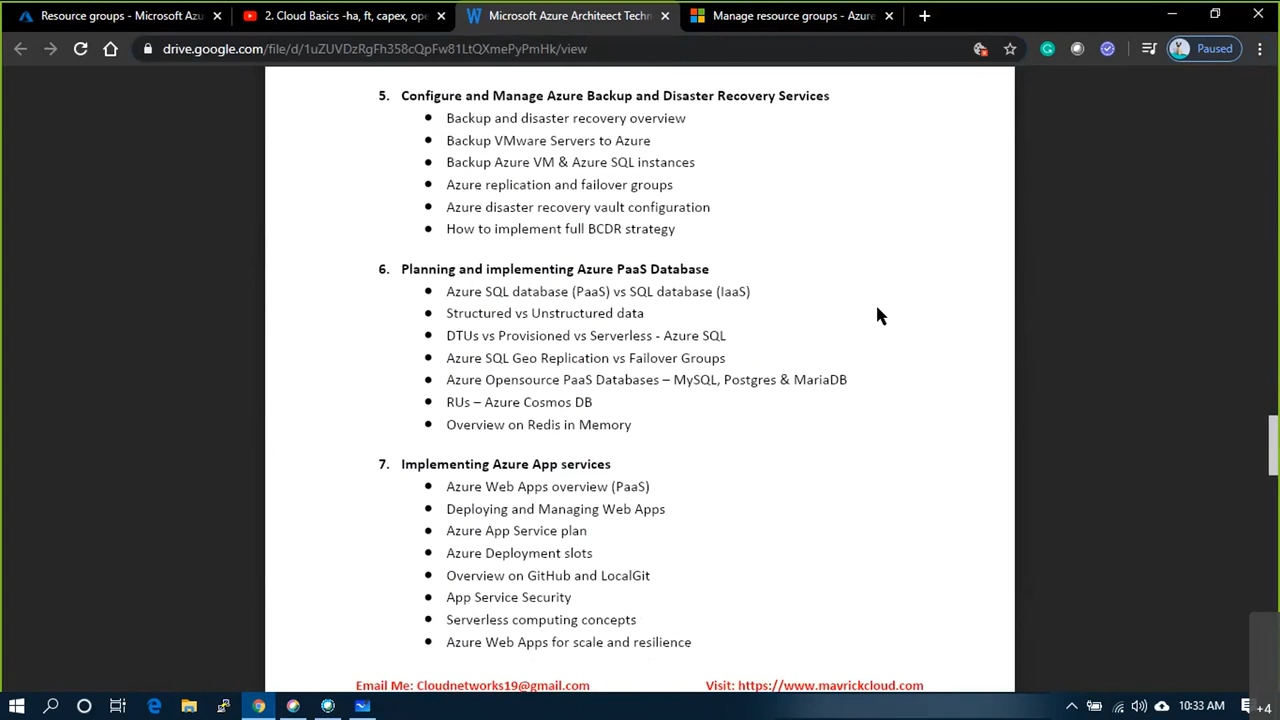 Resource groups - Microsoft Azu
2. Cloud Basics -ha, ft, capex, ope
Microsoft Azure Architeect Techn
Manage resource groups - Azure
drive.google.com/file/d/1uZUVDzRgFh358cQpFw81LtQXmePyPmHk/view
Paused
5. Configure and Manage Azure Backup and Disaster Recovery Services
● Backup and disaster recovery overview
● Backup VMware Servers to Azure
● Backup Azure VM & Azure SQL instances
● Azure replication and failover groups
● Azure disaster recovery vault configuration
● How to implement full BCDR strategy
6. Planning and implementing Azure PaaS Database
● Azure SQL database (PaaS) vs SQL database (IaaS)
● Structured vs Unstructured data
● DTUs vs Provisioned vs Serverless - Azure SQL
● Azure SQL Geo Replication vs Failover Groups
● Azure Opensource PaaS Databases – MySQL, Postgres & MariaDB
● RUs – Azure Cosmos DB
● Overview on Redis in Memory
7. Implementing Azure App services
● Azure Web Apps overview (PaaS)
● Deploying and Managing Web Apps
● Azure App Service plan
● Azure Deployment slots
● Overview on GitHub and LocalGit
● App Service Security
● Serverless computing concepts
● Azure Web Apps for scale and resilience
Email Me: Cloudnetworks19@gmail.com Visit: https://www.mavrickcloud.com
10:33 AM
+4